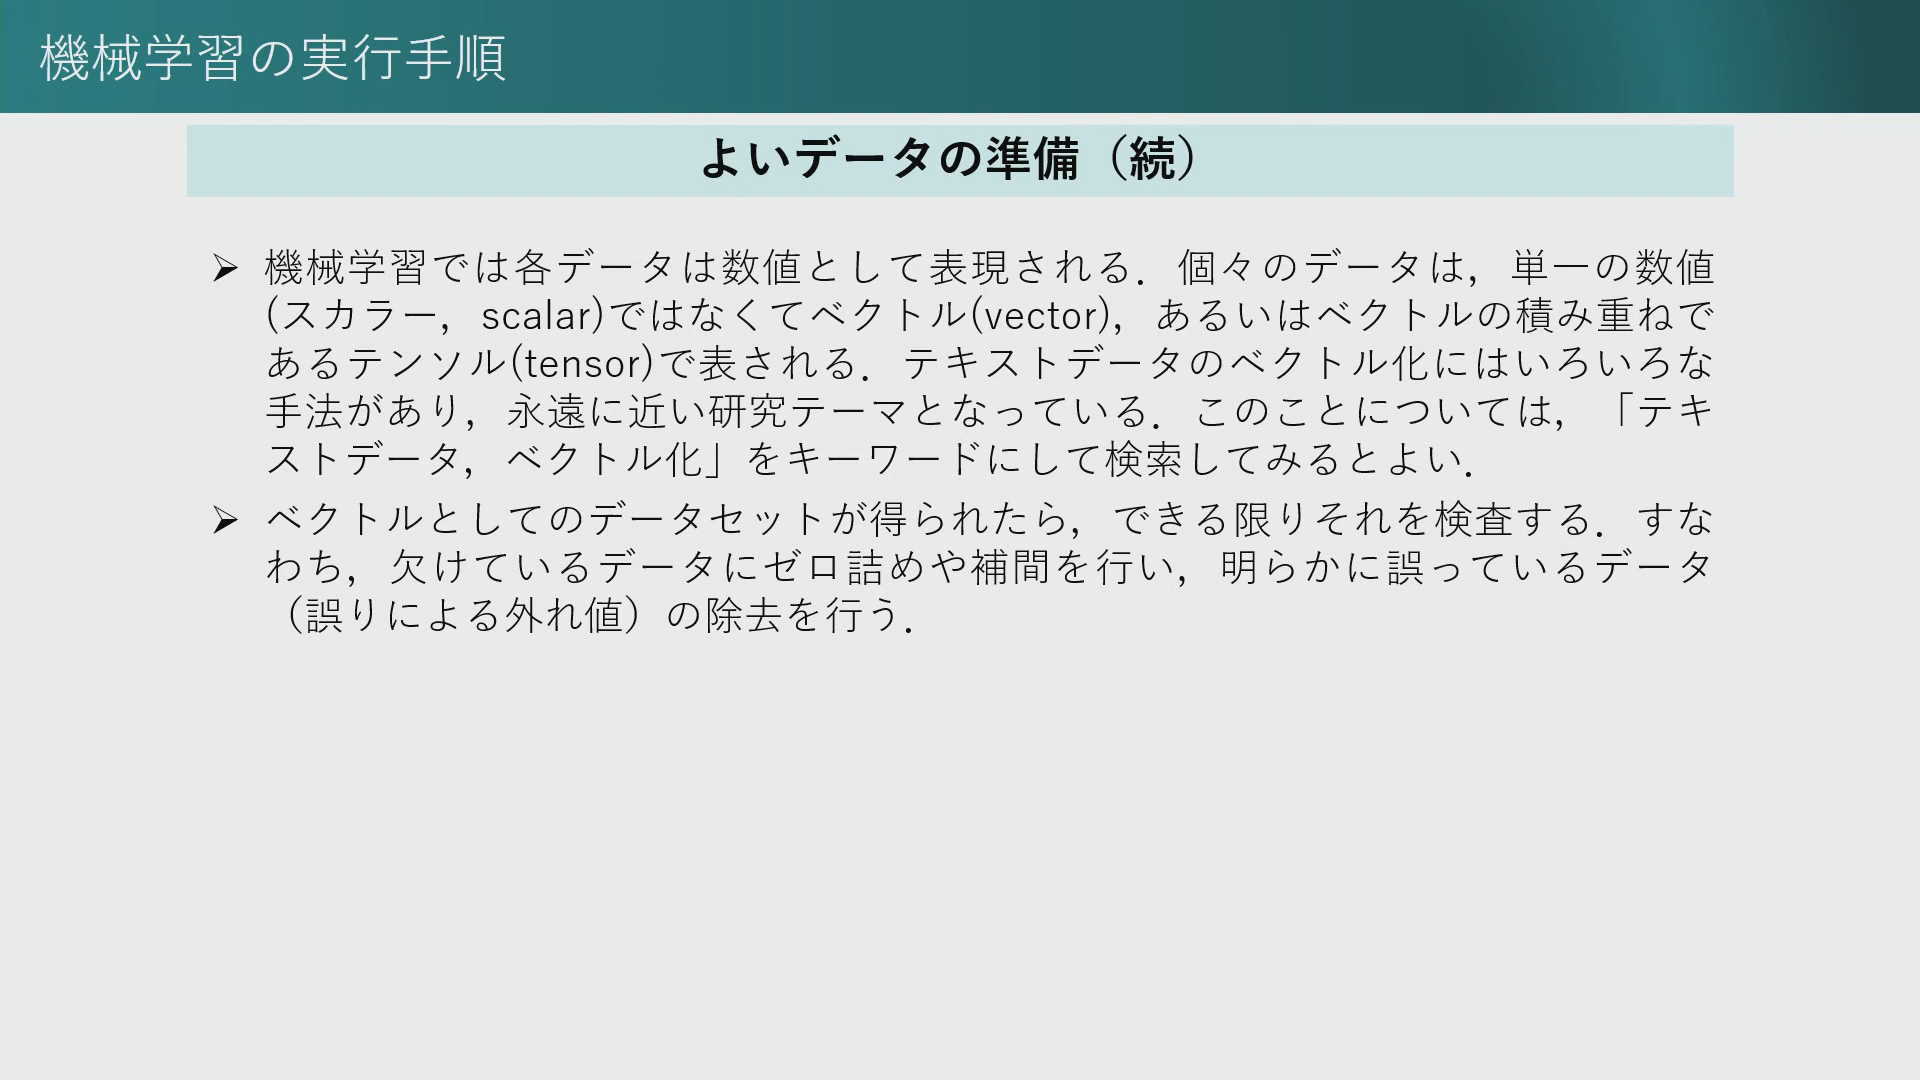 機械学習の実行手順
よいデータの準備（続）
➢ 機械学習では各データは数値として表現される．個々のデータは，単一の数値
(スカラー，scalar)ではなくてベクトル(vector)，あるいはベクトルの積み重ねで
あるテンソル(tensor)で表される．テキストデータのベクトル化にはいろいろな
手法があり，永遠に近い研究テーマとなっている．このことについては，「テキ
ストデータ，ベクトル化」をキーワードにして検索してみるとよい．
➢ ベクトルとしてのデータセットが得られたら，できる限りそれを検査する．すな
わち，欠けているデータにゼロ詰めや補間を行い，明らかに誤っているデータ
（誤りによる外れ値）の除去を行う．